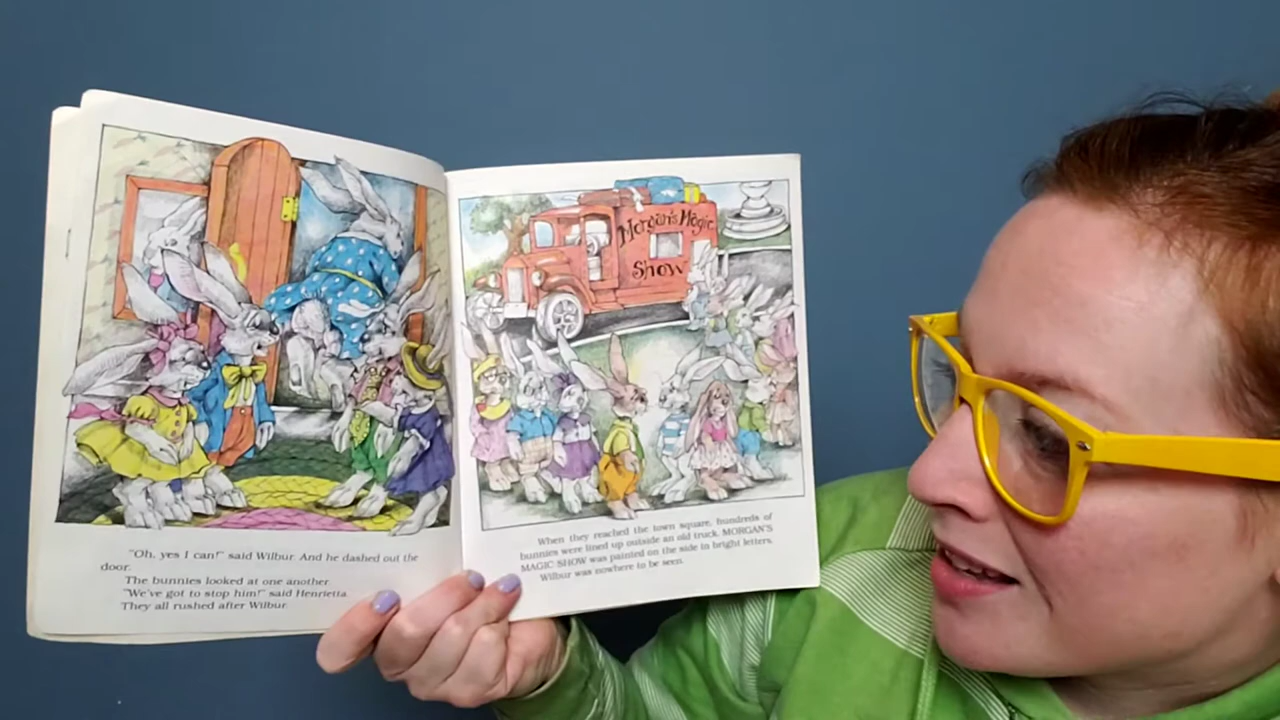 "Oh, yes I can!" said Wilbur. And he dashed out the
door.
The bunnies looked at one another.
"We've got to stop him!" said Henrietta.
They all rushed after Wilbur.
Morgan's Magic
Show
When they reached the town square, hundreds of
bunnies were lined up outside an old truck. MORGAN'S
MAGIC SHOW was painted on the side in bright letters.
Wilbur was nowhere to be seen.